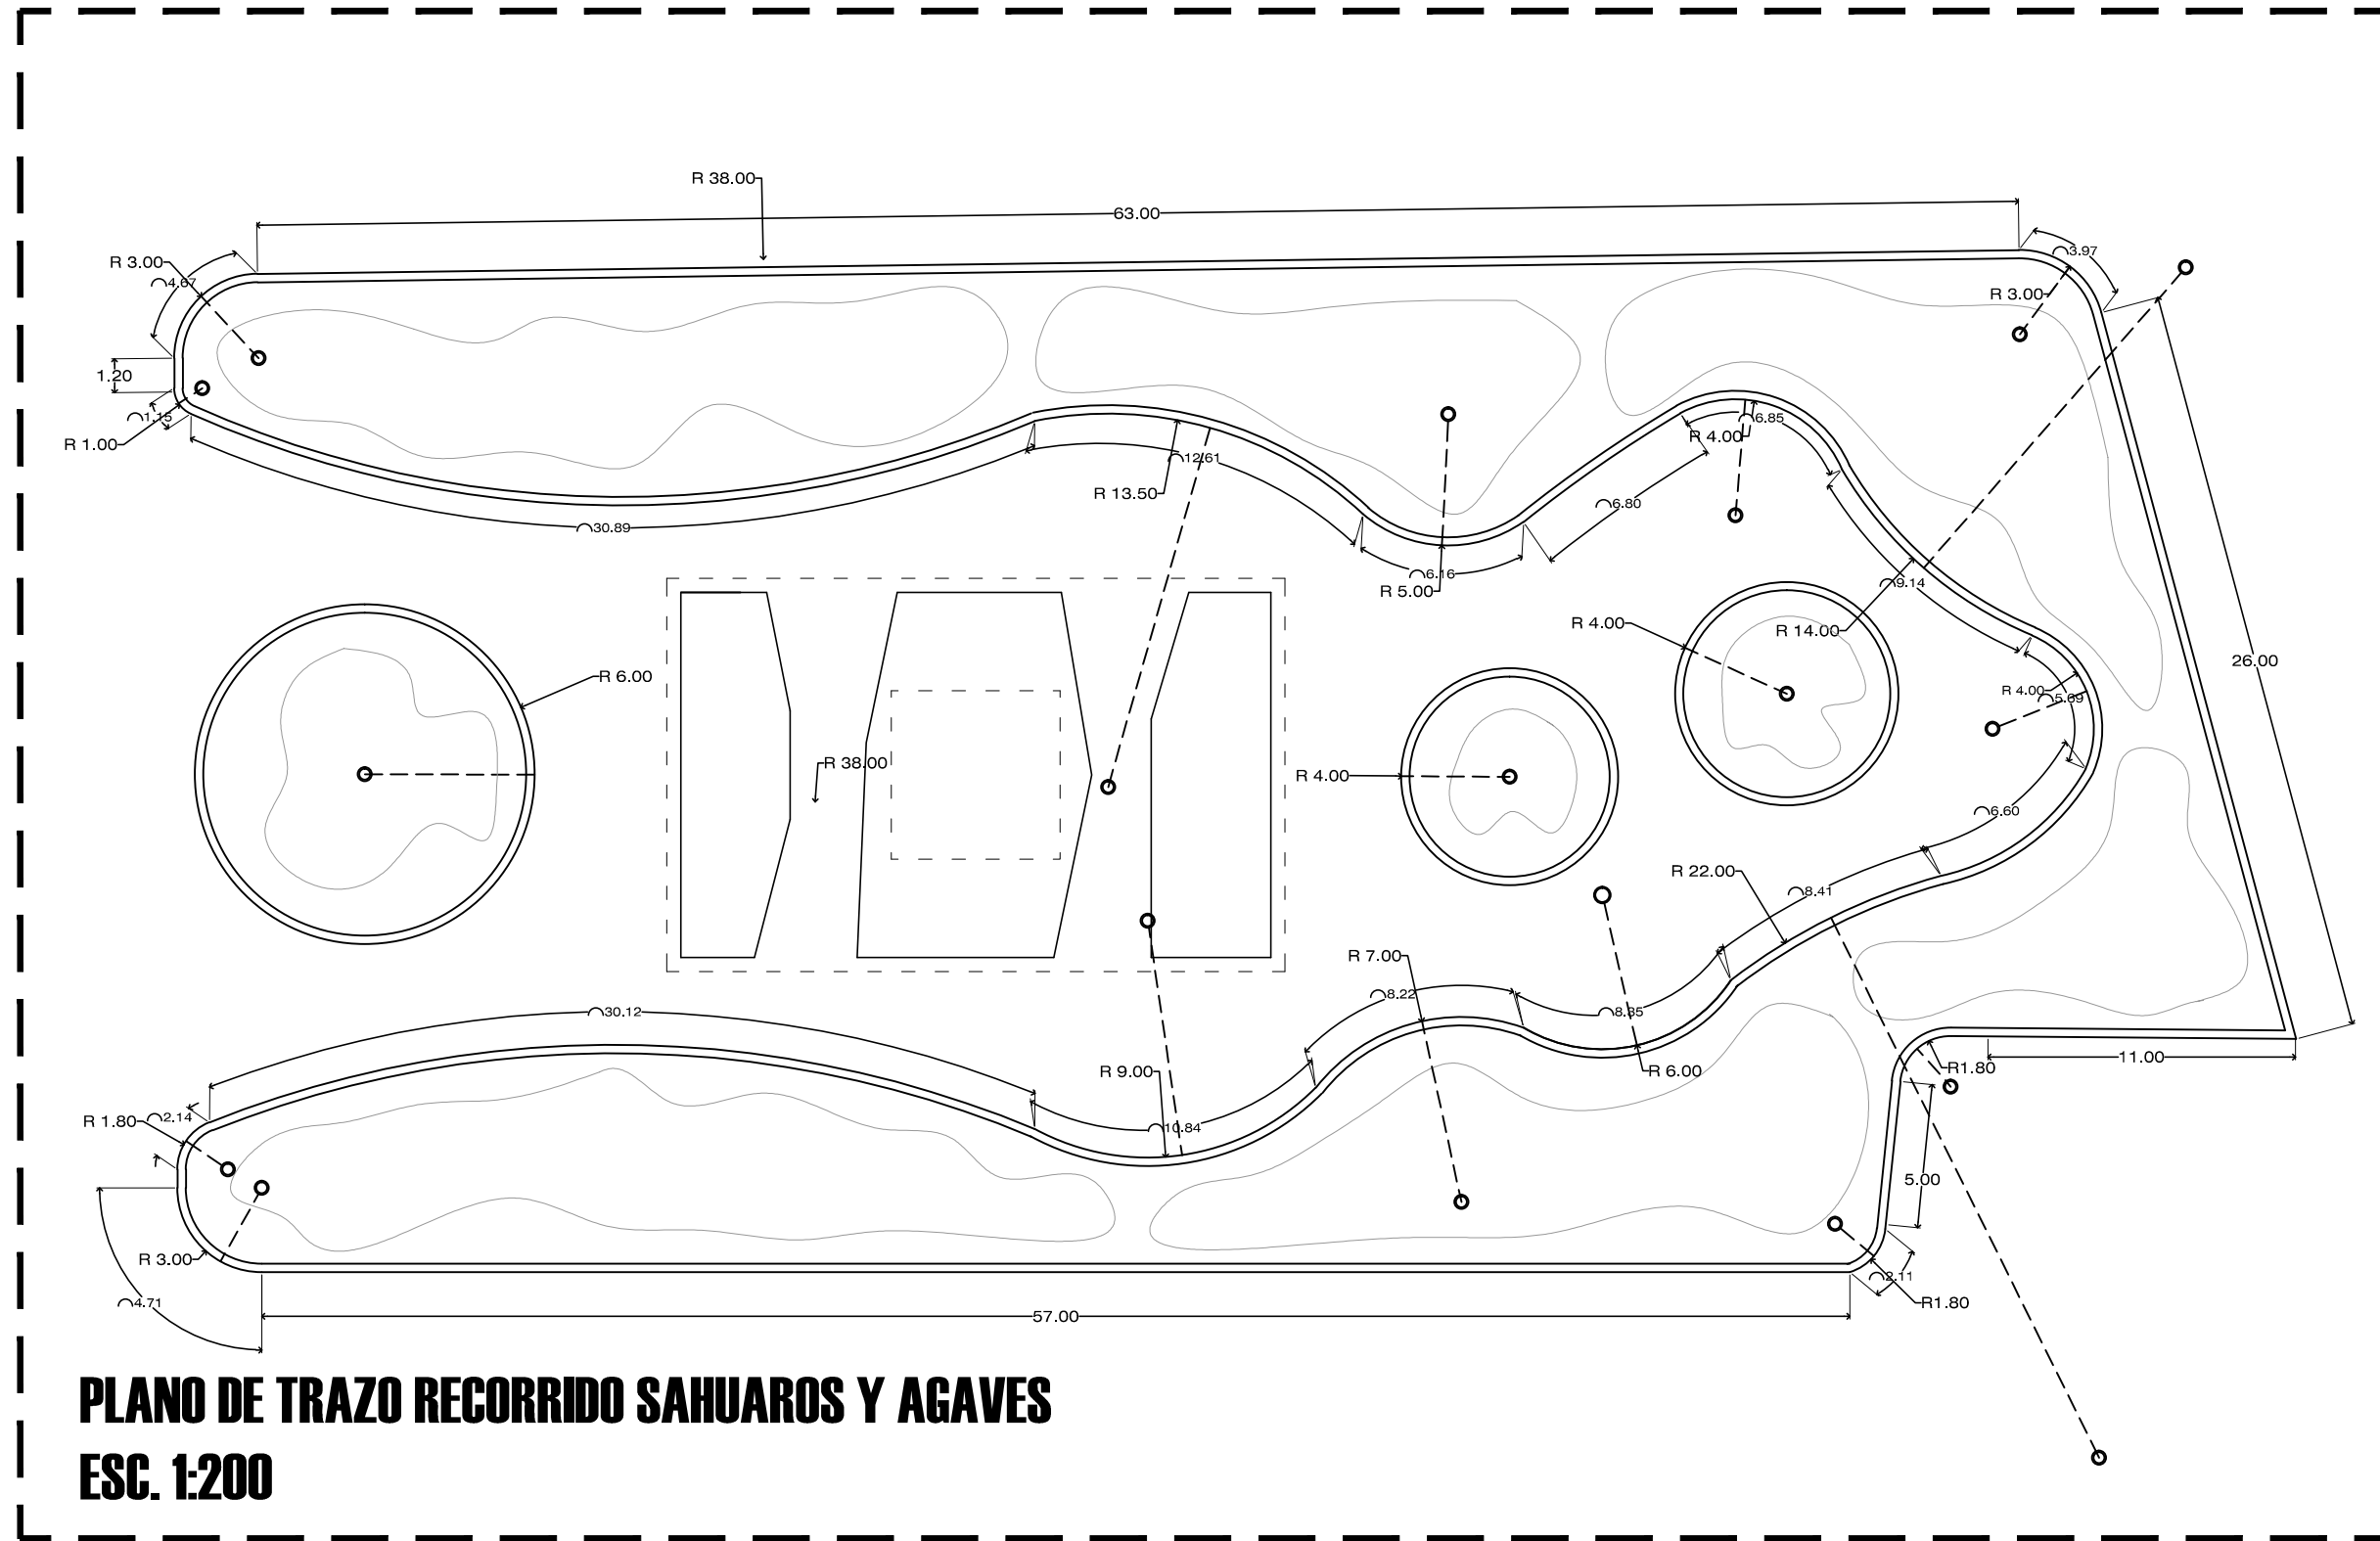 R 38.00
63.00
R 3.00
3.97
4.67
R 3.00
1.20
1.15
R 1.00
6.85
R 4.00
12.61
R 13.50
6.80
30.89
6.16
R 5.00
9.14
R 4.00
R 14.00
26.00
R 6.00
R 4.00
5.69
R 38.00
R 4.00
6.60
R 22.00
8.41
R 7.00
8.22
30.12
8.35
11.00
R 9.00
R 6.00
R1.80
2.14
R 1.80
10.84
5.00
R 3.00
2.11
4.71
R1.80
57.00
PLANO DE TRAZO RECORRIDO SAHUAROS Y AGAVES
ESC. 1:200